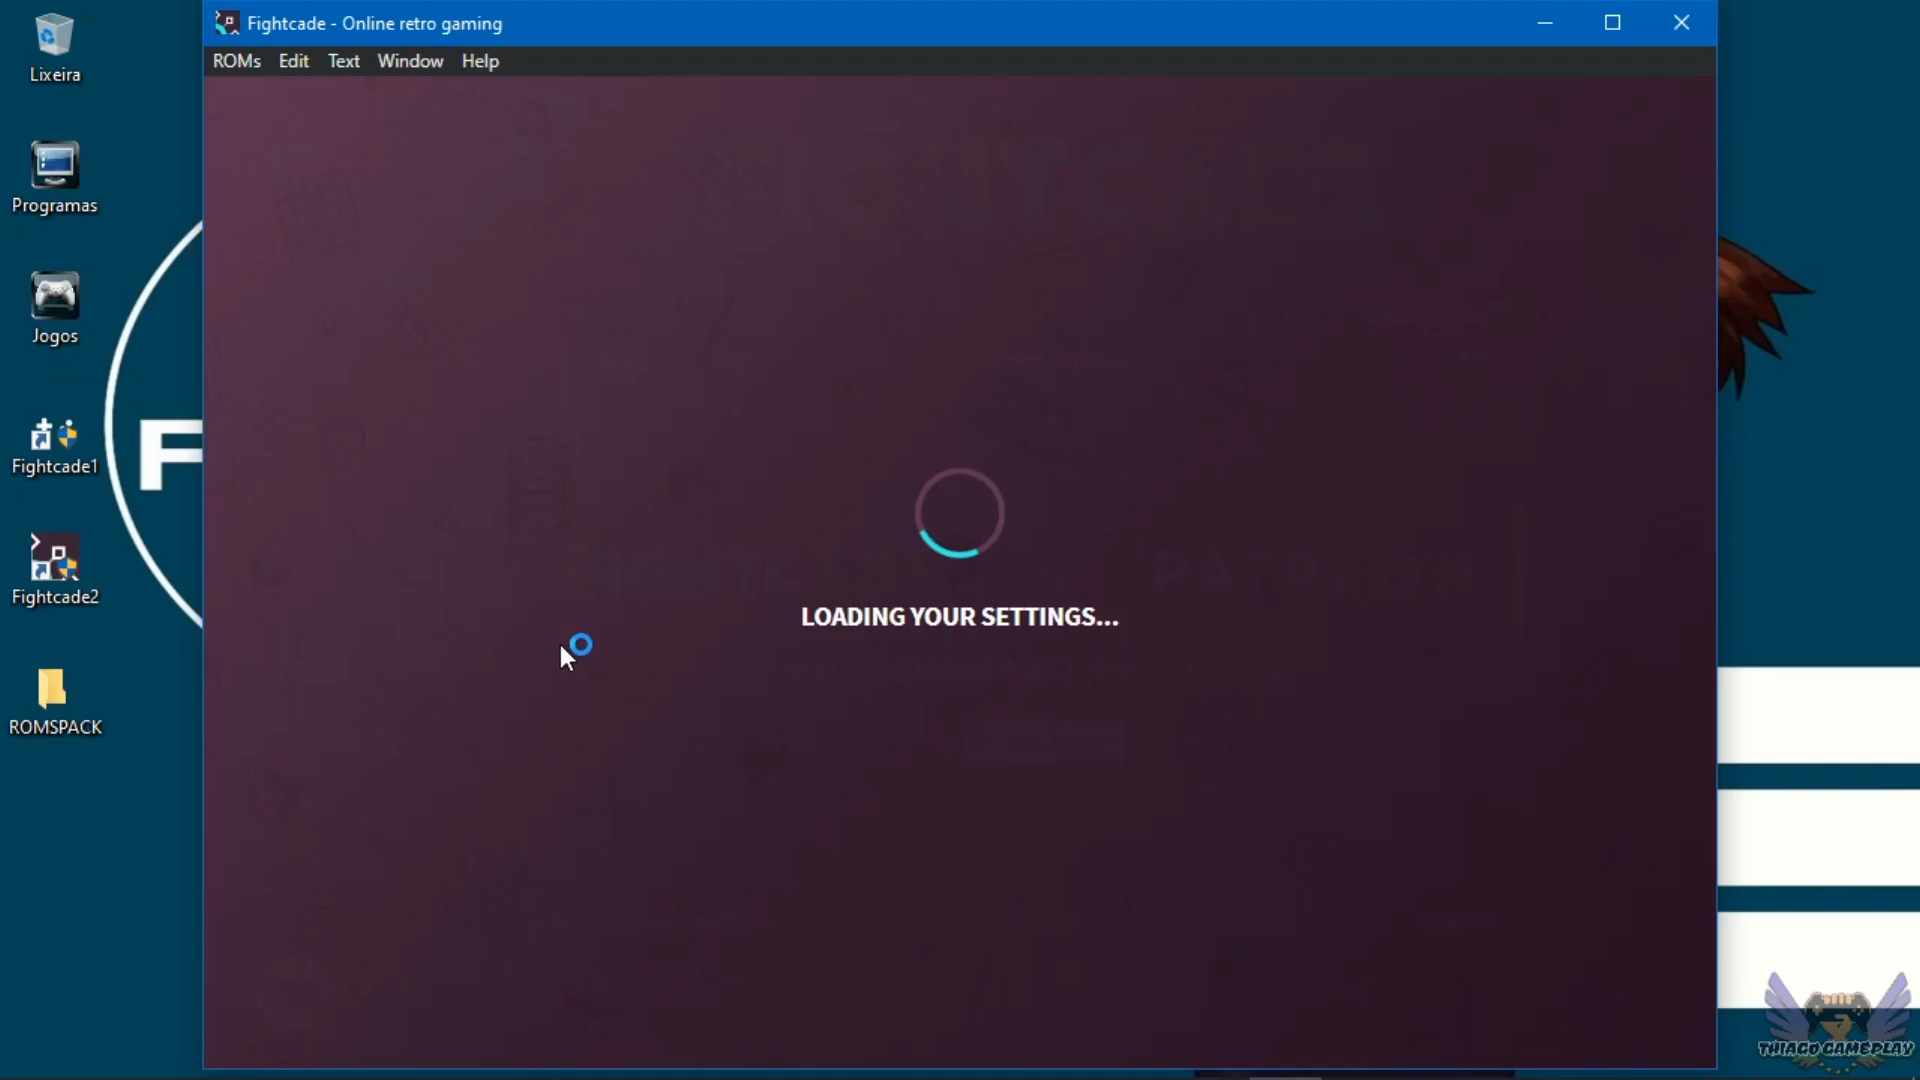 Fightcade - Online retro gaming
ROMs Edit Text Window Help
Lixeira
Programas
Jogos
Fightcade1
F
Fightcade2
ROMSPACK
PATREON
LOADING YOUR SETTINGS...
THIAGO GAMEPLAY